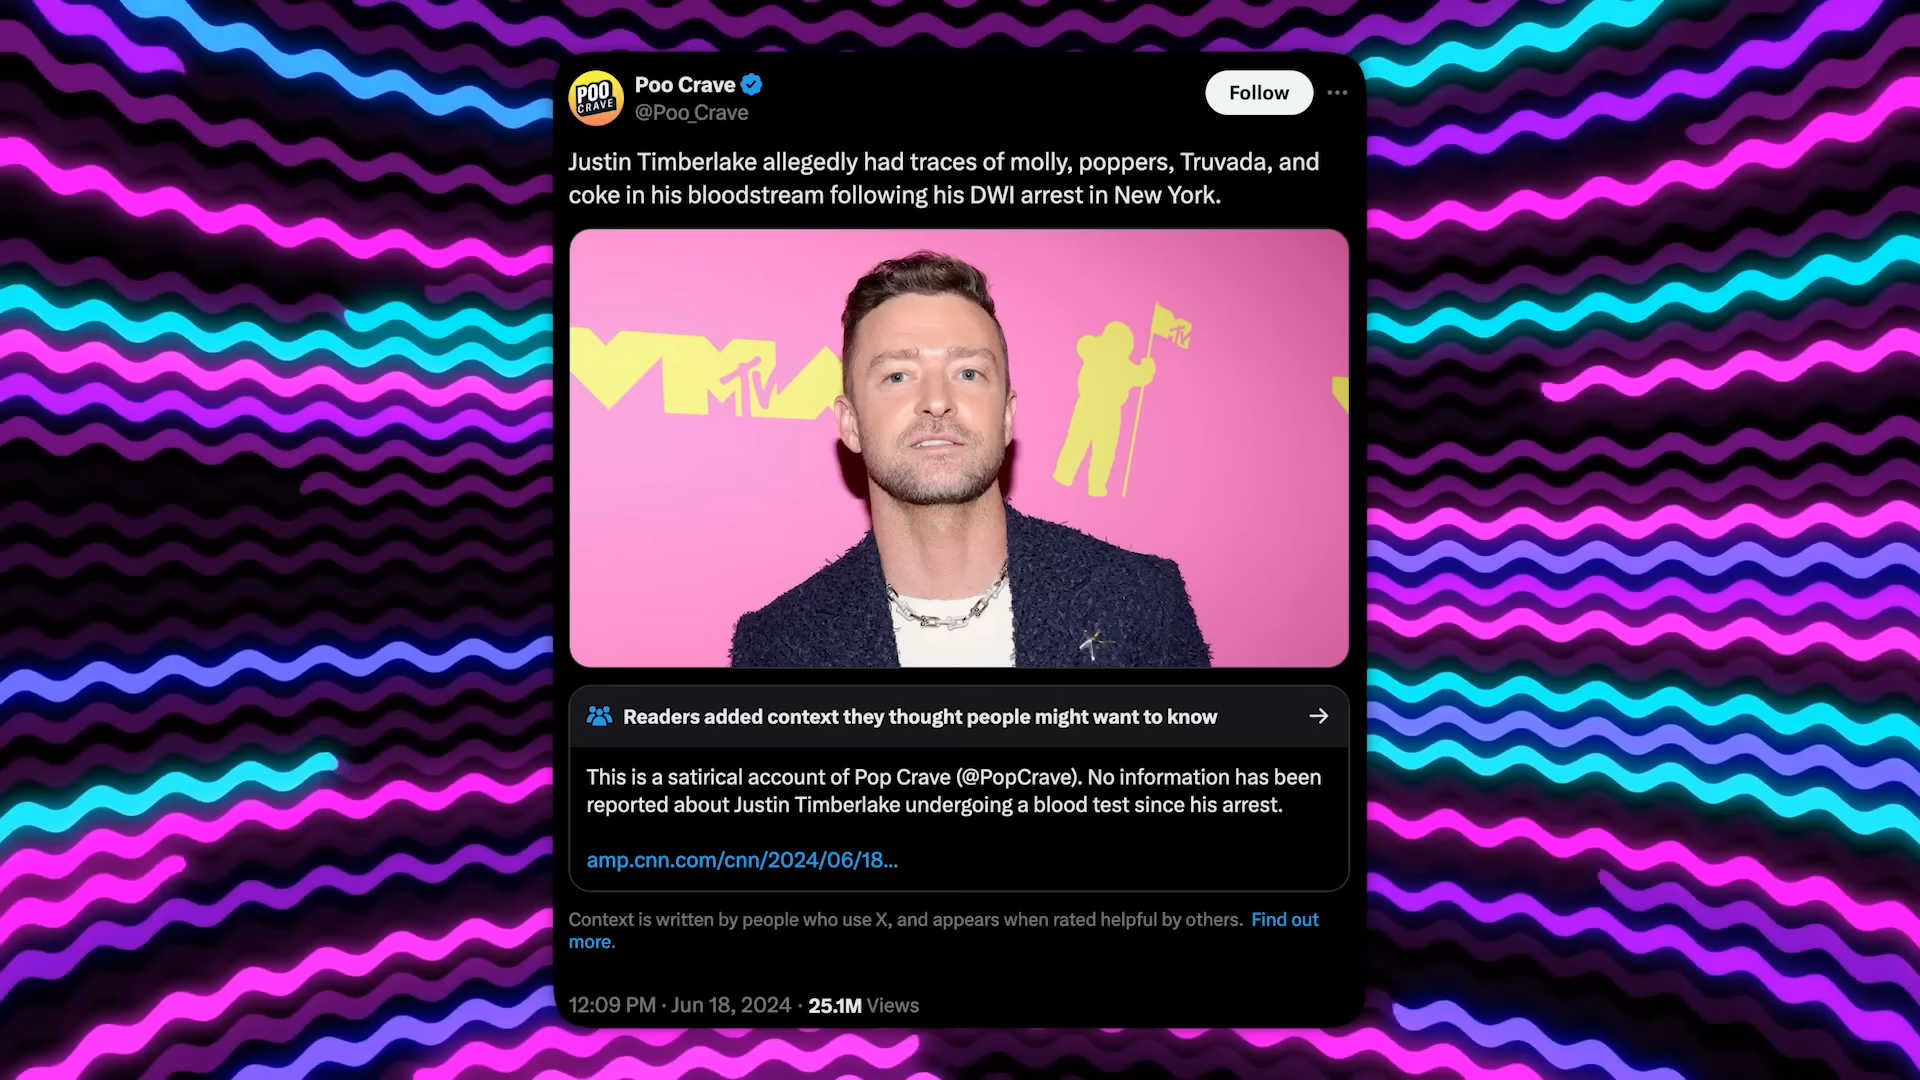 POO
CRAVE
Poo Crave
@Poo_Crave
Follow
Justin Timberlake allegedly had traces of molly, poppers, Truvada, and
coke in his bloodstream following his DWI arrest in New York.
VMA
MTV
MTV
Readers added context they thought people might want to know
This is a satirical account of Pop Crave (@PopCrave). No information has been
reported about Justin Timberlake undergoing a blood test since his arrest.
amp.cnn.com/cnn/2024/06/18...
Context is written by people who use X, and appears when rated helpful by others. Find out
more.
12:09 PM · Jun 18, 2024 · 25.1M Views